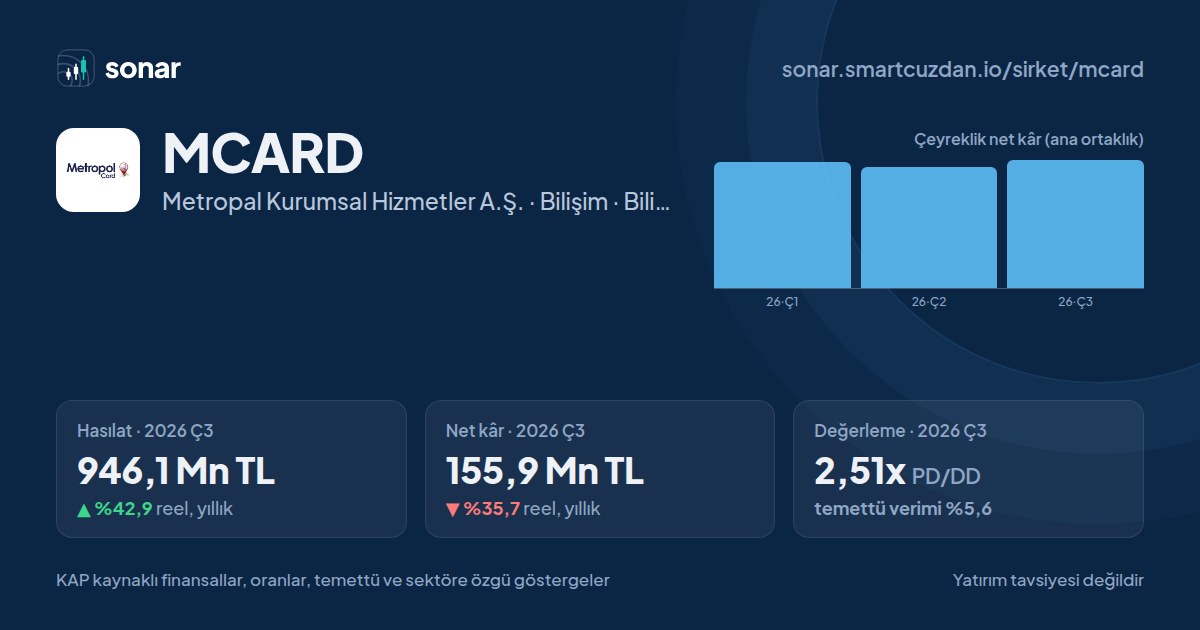 sonar
sonar.smartcuzdan.io/sirket/mcard
Metropol
Card
MCARD
Metropal Kurumsal Hizmetler A.Ş. · Bilişim · Bili...
Çeyreklik net kâr (ana ortaklık)
26·Ç1 26·Ç2 26·Ç3
Hasılat · 2026 Ç3
946,1 Mn TL
▲ %42,9 reel, yıllık
Net kâr · 2026 Ç3
155,9 Mn TL
▼ %35,7 reel, yıllık
Değerleme · 2026 Ç3
2,51x PD/DD
temettü verimi %5,6
KAP kaynaklı finansallar, oranlar, temettü ve sektöre özgü göstergeler
Yatırım tavsiyesi değildir